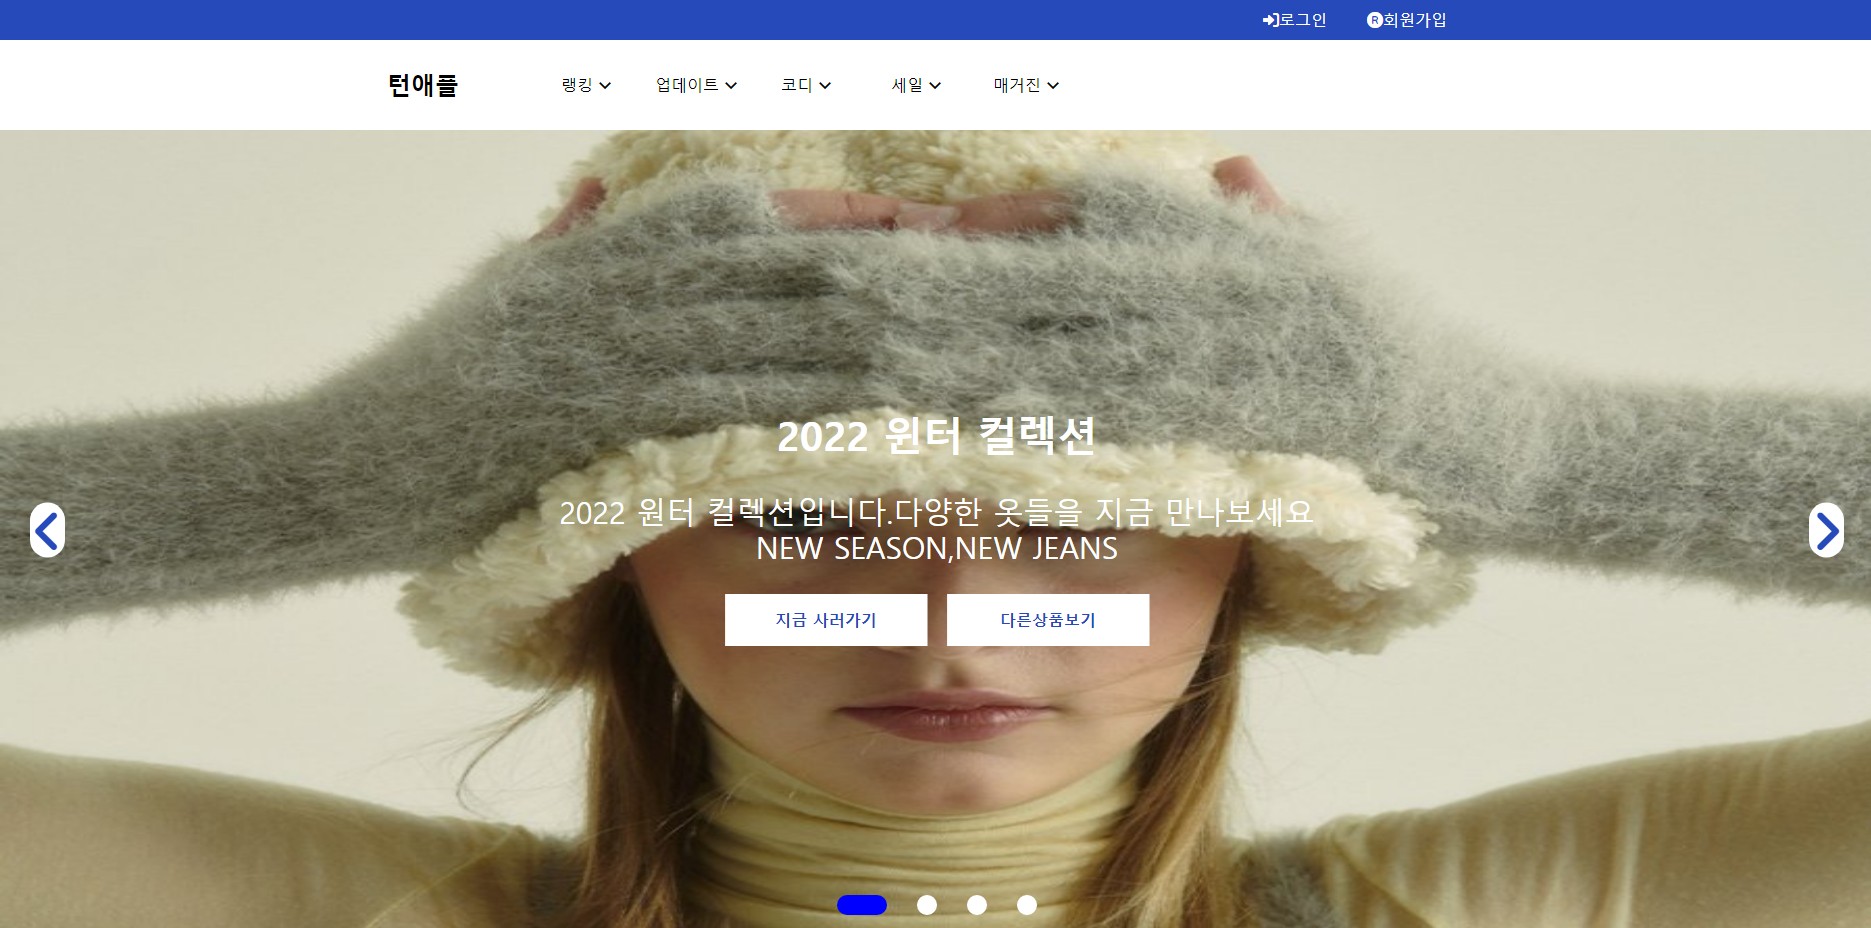 로그인 회원가입
턴애플 랭킹 업데이트 코디 세일 매거진
2022 윈터 컬렉션
2022 원터 컬렉션입니다.다양한 옷들을 지금 만나보세요
NEW SEASON,NEW JEANS
지금 사러가기 다른상품보기